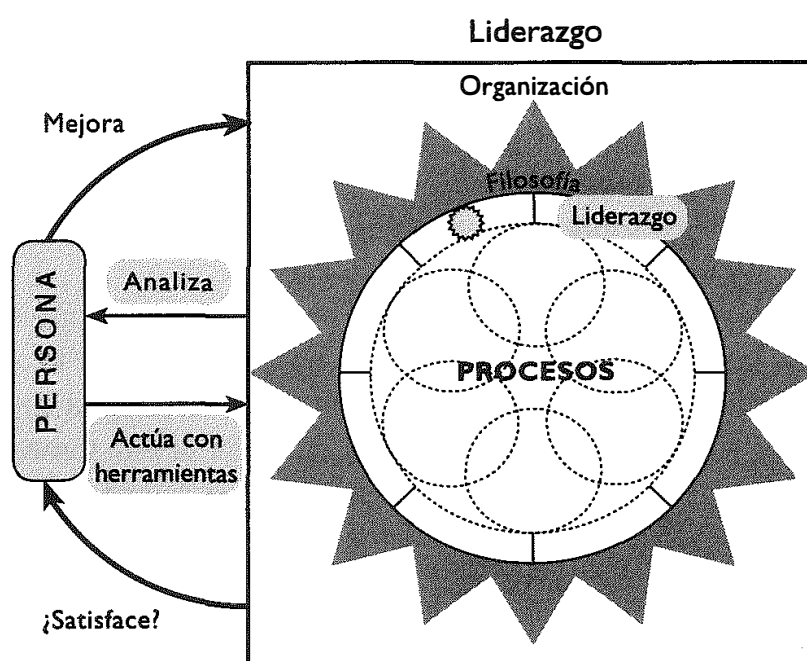 Liderazgo
Organización
Mejora
Filosofía
Liderazgo
Analiza
PERSONA
PROCESOS
Actúa con
herramientas
¿Satisface?